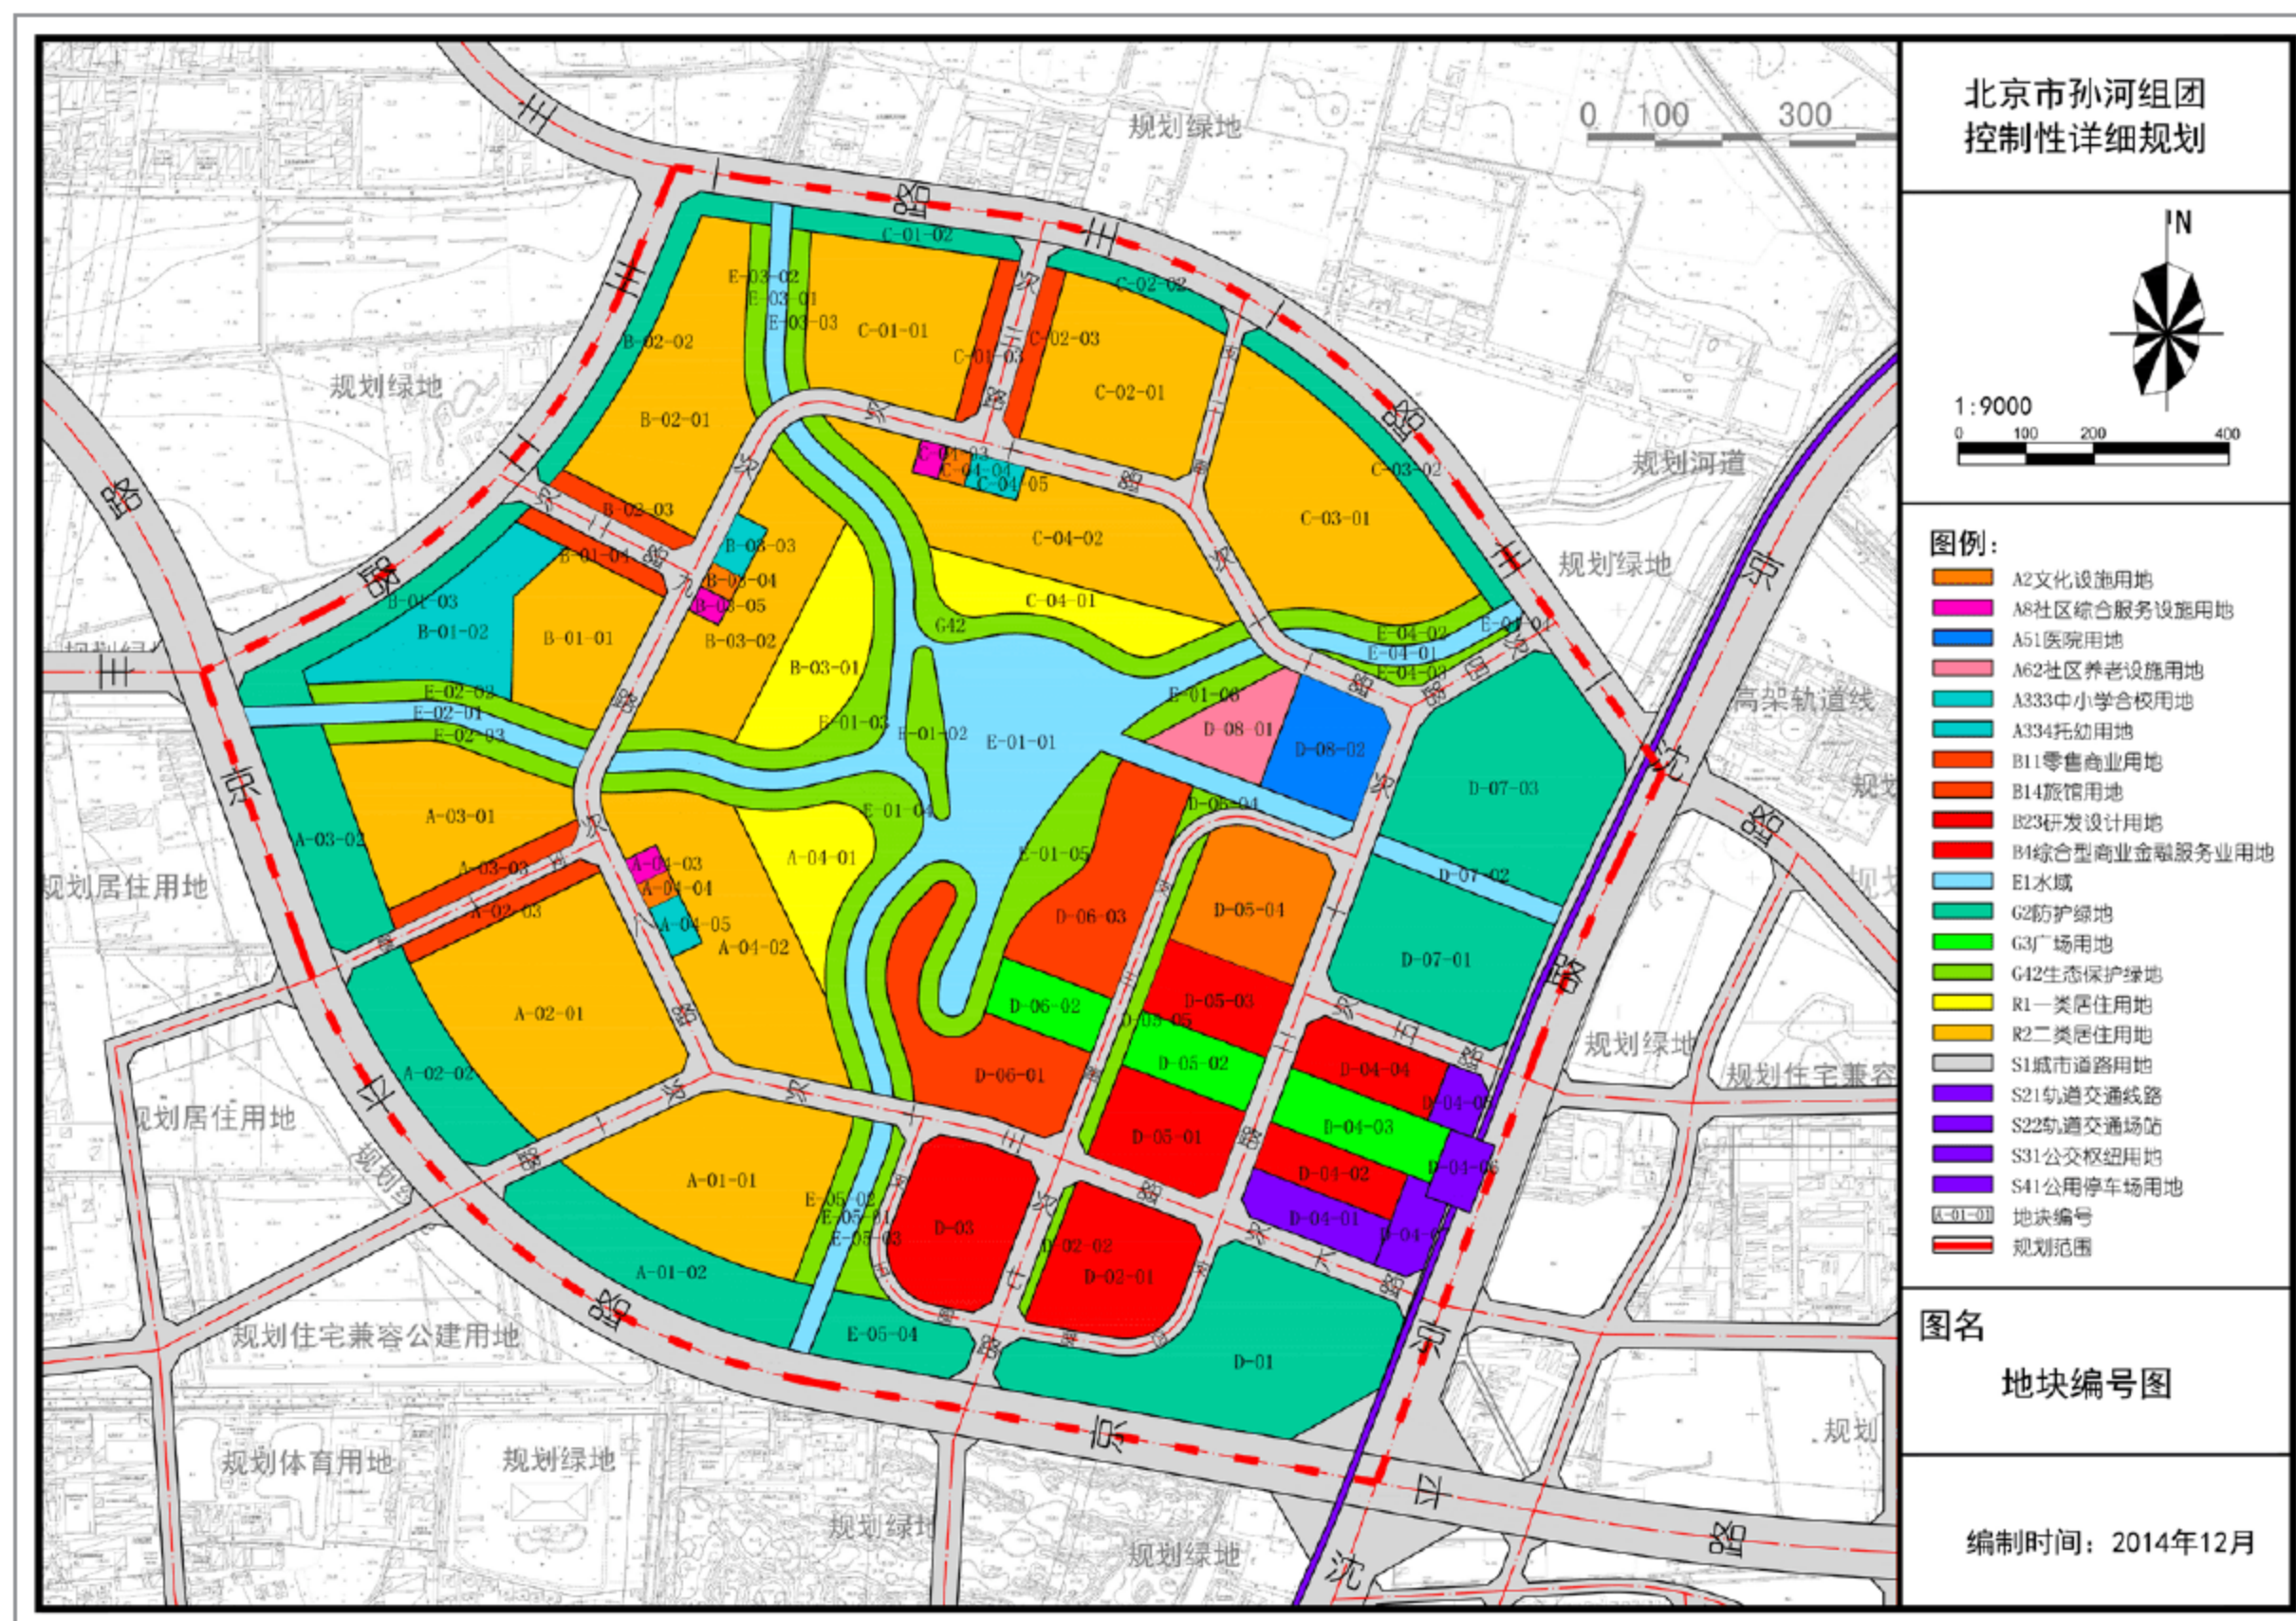 北京市孙河组团
控制性详细规划
N
1:9000
0 100 200 400
图例:
A2文化设施用地
A8社区综合服务设施用地
A51医院用地
A62社区养老设施用地
A333中小学合校用地
A334托幼用地
B11零售商业用地
B14旅馆用地
B23研发设计用地
B4综合型商业金融服务业用地
E1水域
G2防护绿地
G3广场用地
G42生态保护绿地
R1一类居住用地
R2二类居住用地
S1城市道路用地
S21轨道交通线路
S22轨道交通场站
S31公交枢纽用地
S41公用停车场用地
A-01-01 地块编号
规划范围
图名
地块编号图
编制时间: 2014年12月
0 100 300
规划绿地
规划绿地
规划河道
规划绿地
高架轨道线
规划绿地
规划住宅兼容
规划居住用地
规划居住用地
规划住宅兼容公建用地
规划体育用地
规划绿地
规划绿地
规划绿地
规划
C-01-02
C-02-02
E-03-02
E-03-01
E-03-03
C-01-01
B-02-02
C-01-03
C-02-03
C-02-01
B-02-01
C-03-02
C-04-03
C-04-04
C-04-05
C-03-01
B-02-03
C-04-02
B-03-03
B-01-04
B-03-04
B-03-05
B-01-03
C-04-01
B-01-02
B-01-01
B-03-02
G42
E-04-02
E-04-01
E-04-03
E-04-04
B-03-01
E-02-02
E-02-01
E-02-03
E-01-06
E-01-03
E-01-02
E-01-01
D-08-01
D-08-02
D-07-03
A-03-01
E-01-04
D-06-04
A-03-02
A-04-01
E-01-05
A-03-03
A-04-03
A-04-04
D-07-02
A-02-03
A-04-05
D-06-03
D-05-04
A-04-02
D-07-01
A-02-01
D-06-02
D-05-03
D-05-05
D-05-02
A-02-02
D-06-01
D-04-04
D-04-03
D-05-01
D-04-06
D-04-02
A-01-01
E-05-02
E-05-01
E-05-03
D-03
D-04-01
D-02-02
D-02-01
A-01-02
E-05-04
D-01